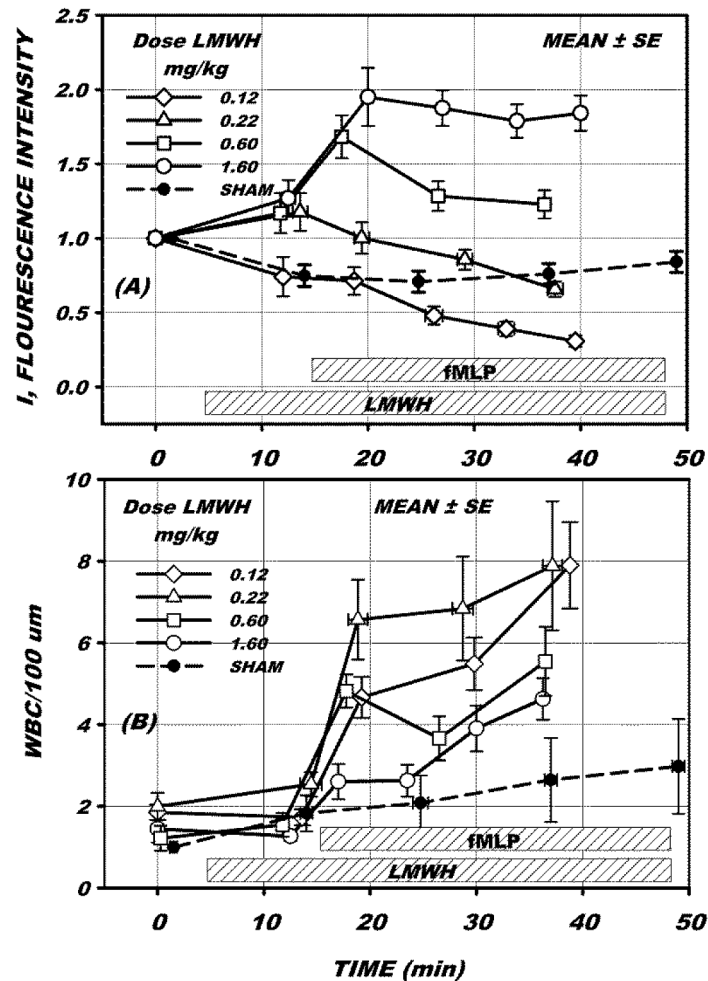 2.5
Dose LMWH
MEAN ± SE
mg/kg
2.0
0.12
0.22
1.5
0.60
1.60
SHAM
1.0
(A)
0.5
fMLP
0.0
LMWH
I, FLOURESCENCE INTENSITY
0 10 20 30 40 50
10
Dose LMWH
MEAN ± SE
mg/kg
8
0.12
0.22
0.60
6
1.60
SHAM
4
(B)
2
fMLP
LMWH
0
WBC/100 um
0 10 20 30 40 50
TIME (min)